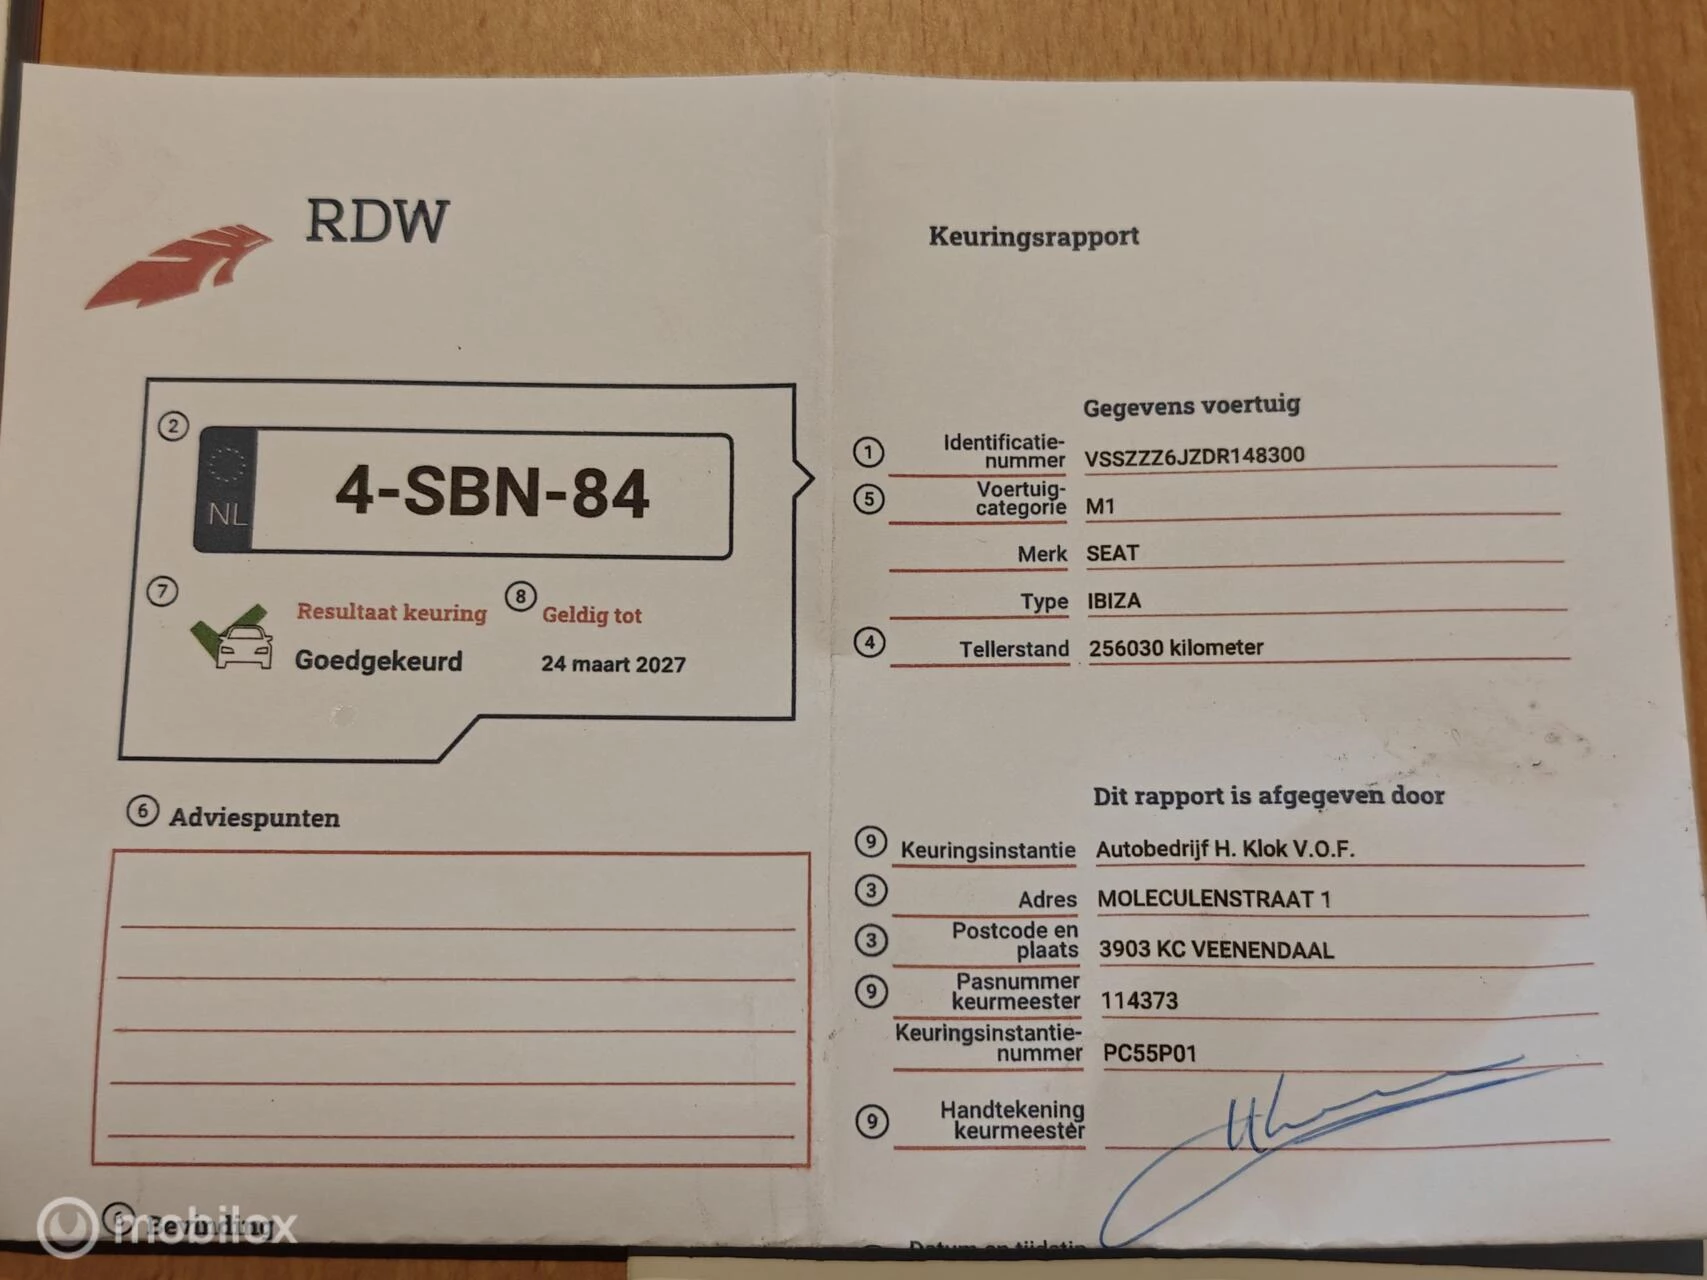 RDW
Keuringsrapport
2
NL
4-SBN-84
7
Resultaat keuring
Goedgekeurd
8
Geldig tot
24 maart 2027
Gegevens voertuig
1 Identificatie-
nummer VSSZZZ6JZDR148300
5 Voertuig-
categorie M1
Merk SEAT
Type IBIZA
4 Tellerstand 256030 kilometer
6 Adviespunten
Dit rapport is afgegeven door
9 Keuringsinstantie Autobedrijf H. Klok V.O.F.
3 Adres MOLECULENSTRAAT 1
3 Postcode en
plaats 3903 KC VEENENDAAL
9 Pasnummer
keurmeester 114373
Keuringsinstantie-
nummer PC55P01
9 Handtekening
keurmeester
Bevinding
mobilox